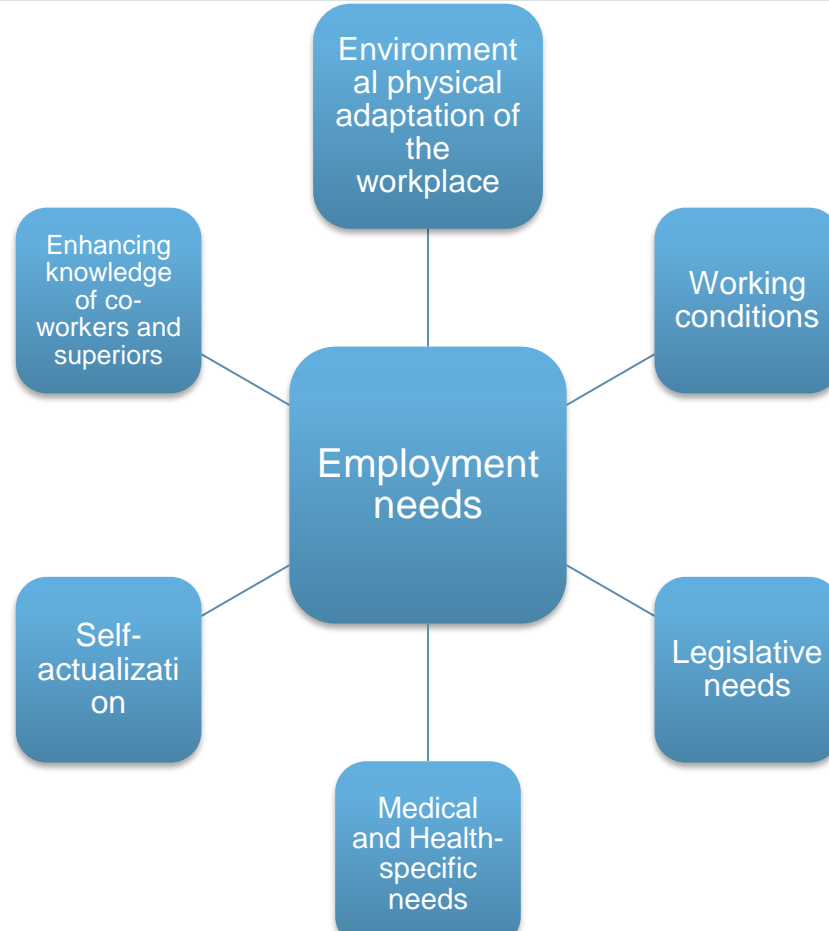 Environment
al physical
adaptation of
the
workplace
Enhancing
knowledge
of co-
workers and
superiors
Working
conditions
Employment
needs
Self-
actualizati
on
Legislative
needs
Medical
and Health-
specific
needs